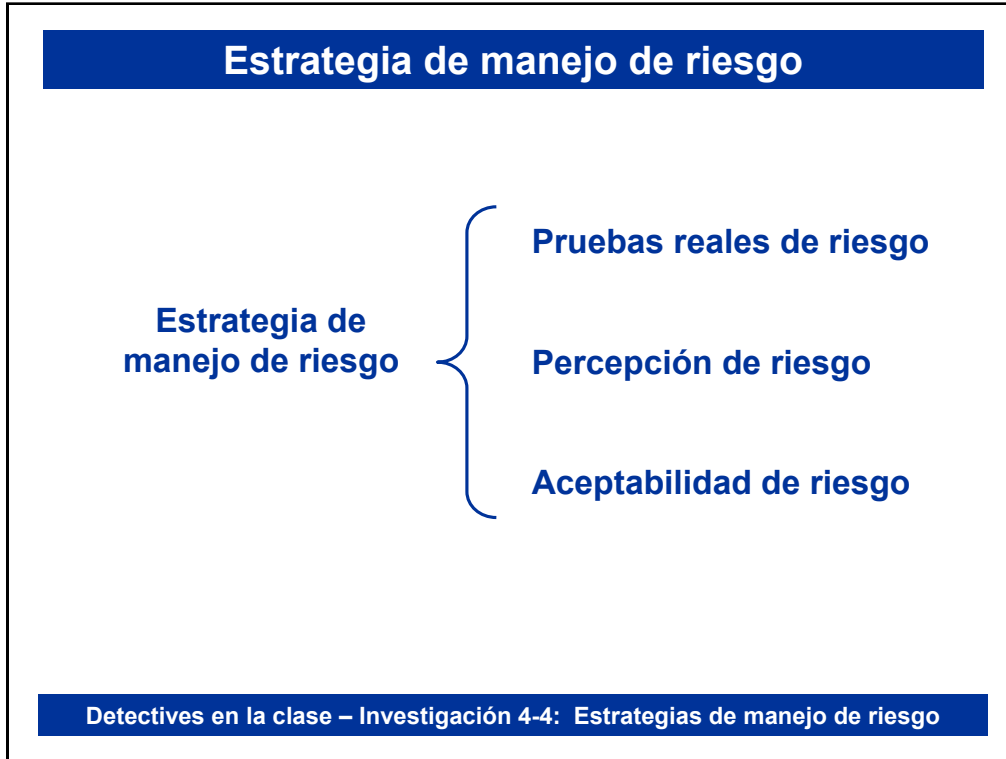 Estrategia de manejo de riesgo
Estrategia de
manejo de riesgo
Pruebas reales de riesgo
Percepción de riesgo
Aceptabilidad de riesgo
Detectives en la clase – Investigación 4-4: Estrategias de manejo de riesgo